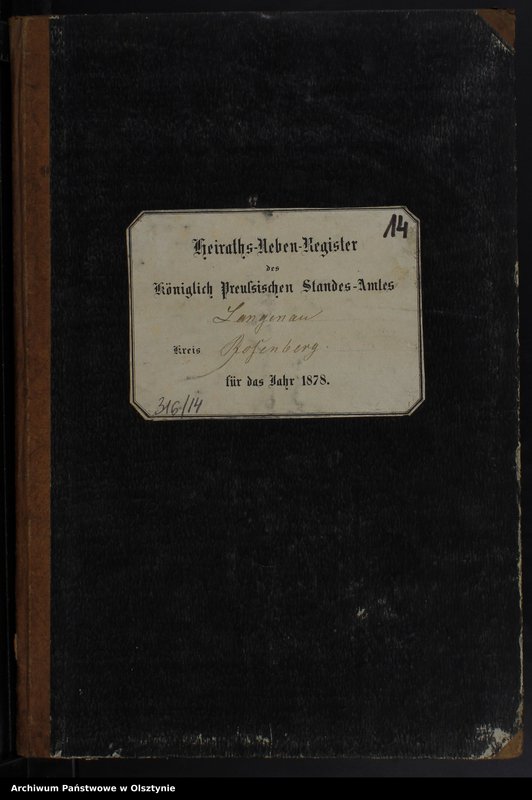 14
Heiraths-Neben-Register
des
Königlich Preussischen Standes-Amtes
Langenau
Kreis Rosenberg.
für das Jahr 1878.
316/14
Archiwum Państwowe w Olsztynie